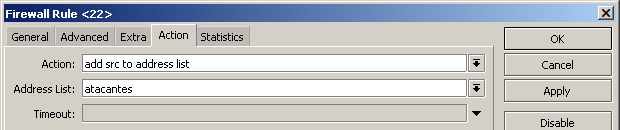 Firewall Rule <22>
General Advanced Extra Action Statistics
OK
Action: add src to address list
Cancel
Address List: atacantes
Apply
Timeout:
Disable